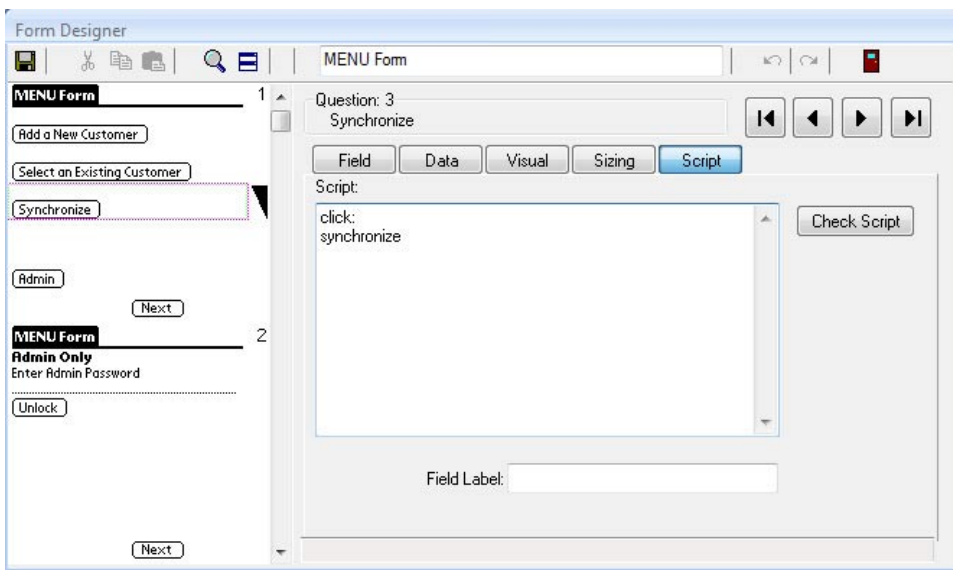 Form Designer
MENU Form
MENU Form 1
Add a New Customer
Select an Existing Customer
Synchronize
Admin
Next
MENU Form 2
Admin Only
Enter Admin Password
Unlock
Next
Question: 3
Synchronize
Field Data Visual Sizing Script
Script:
click:
synchronize
Check Script
Field Label: